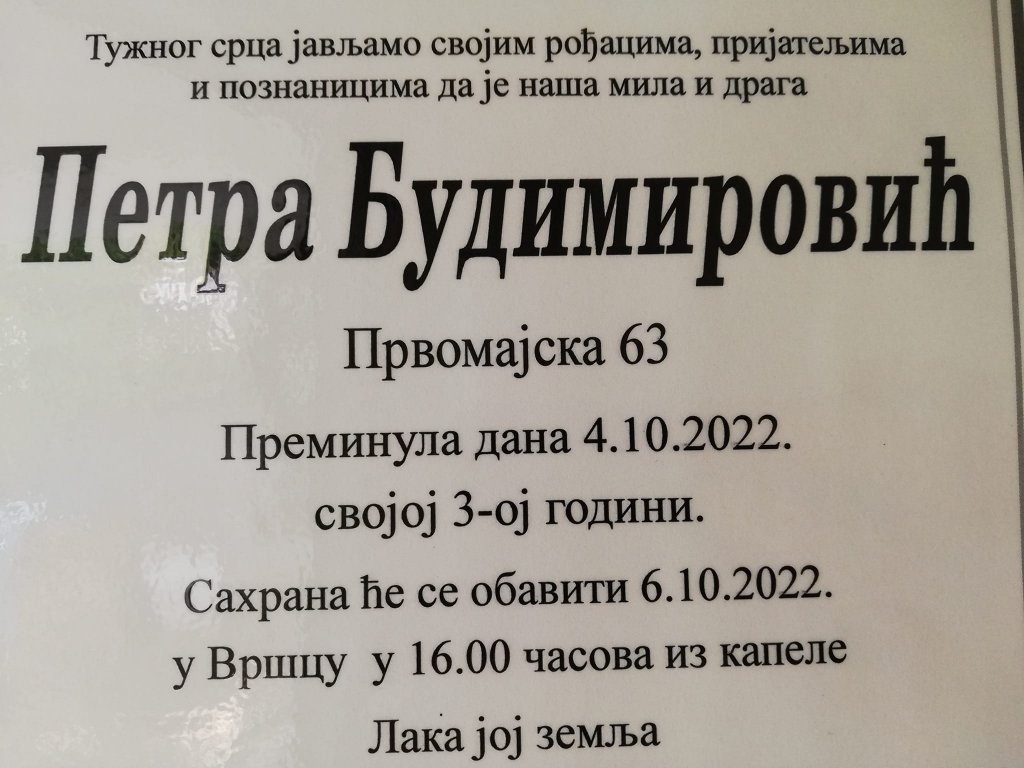 Тужног срца јављамо својим рођацима, пријатељима
и познаницима да је наша мила и драга
Петра Будимировић
Првомајска 63
Преминула дана 4.10.2022.
својој 3-ој години.
Сахрана ће се обавити 6.10.2022.
у Вршцу у 16.00 часова из капеле
Лака јој земља